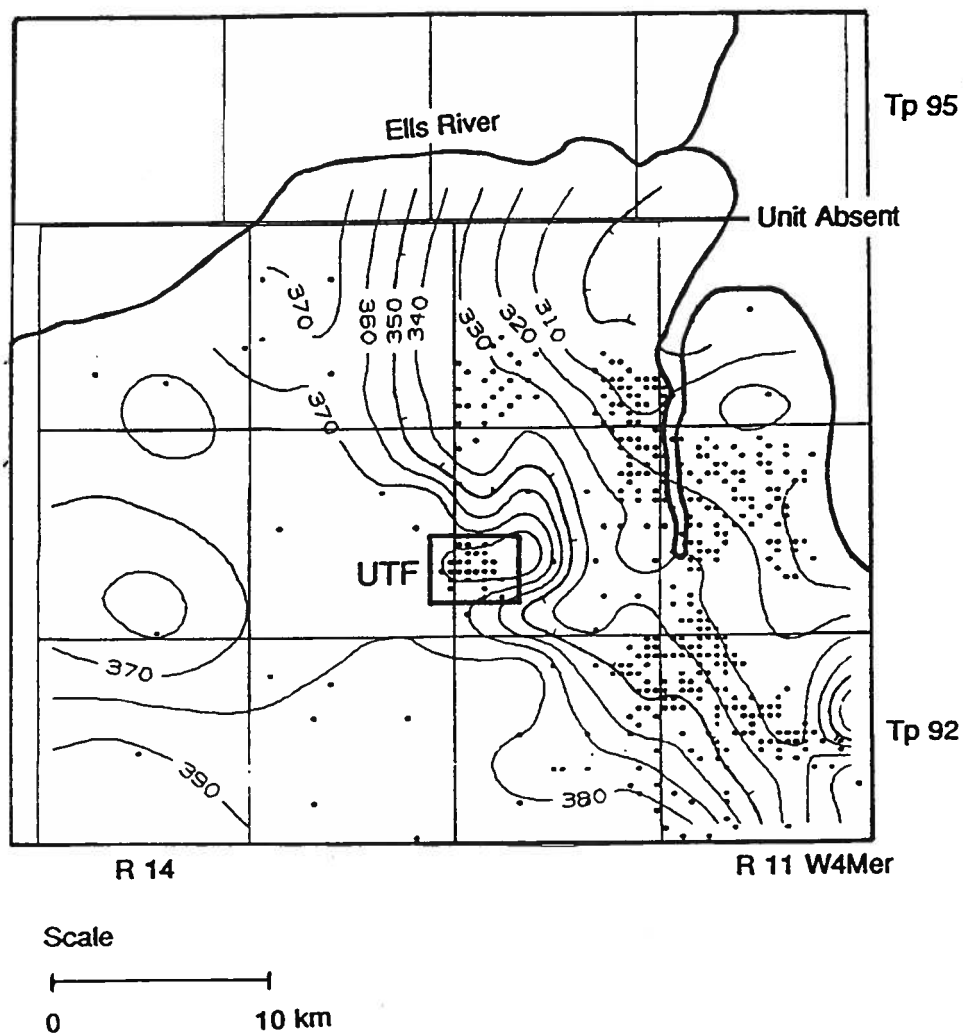 Tp 95
Ells River
Unit Absent
370
360
350
340
330
320
310
370
UTF
370
Tp 92
390
380
R 14
R 11 W4Mer
Scale
0 10 km